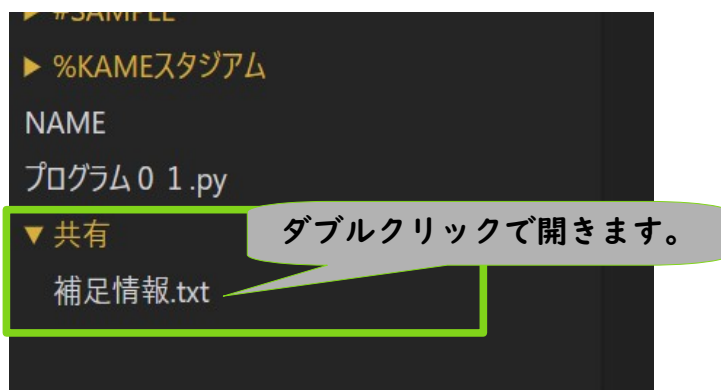 ▶ #SAMPLE
▶ %KAMEスタジアム
NAME
プログラム０１.py
▼ 共有
ダブルクリックで開きます。
補足情報.txt